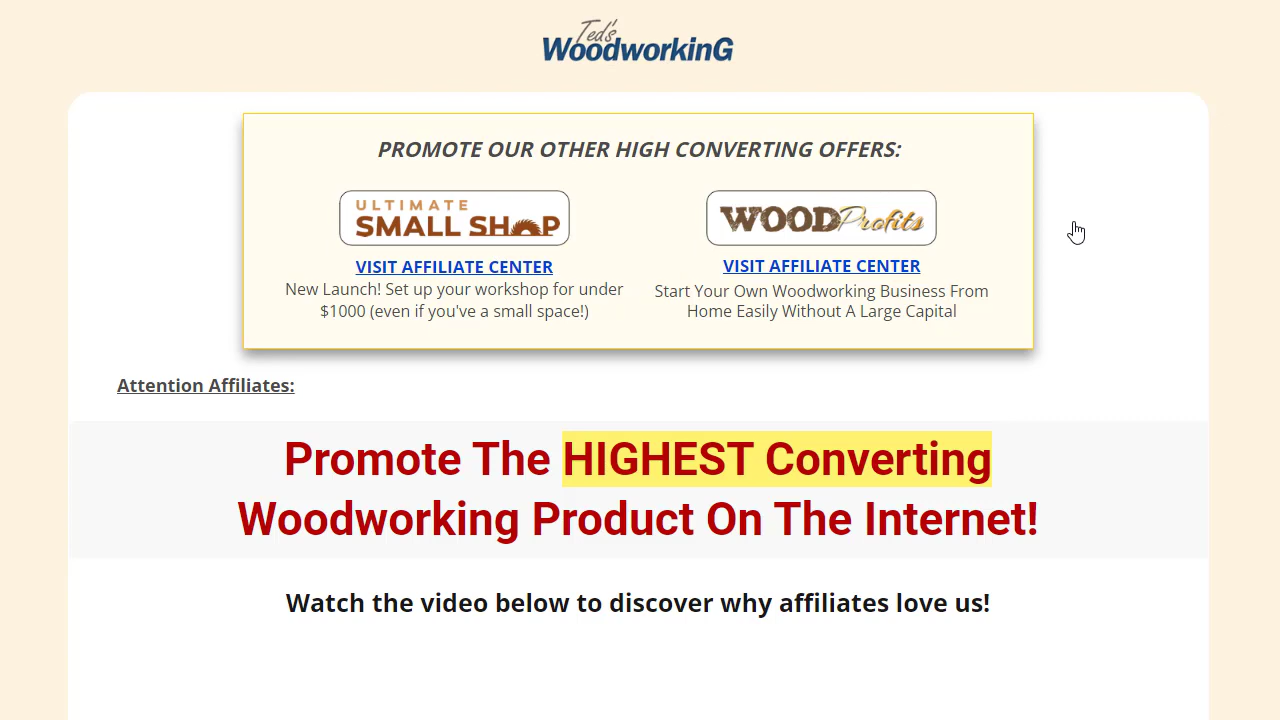 Ted's
WoodworkinG
PROMOTE OUR OTHER HIGH CONVERTING OFFERS:
ULTIMATE
SMALL SHOP
WOODProfits
VISIT AFFILIATE CENTER
VISIT AFFILIATE CENTER
New Launch! Set up your workshop for under
$1000 (even if you've a small space!)
Start Your Own Woodworking Business From
Home Easily Without A Large Capital
Attention Affiliates:
Promote The HIGHEST Converting
Woodworking Product On The Internet!
Watch the video below to discover why affiliates love us!